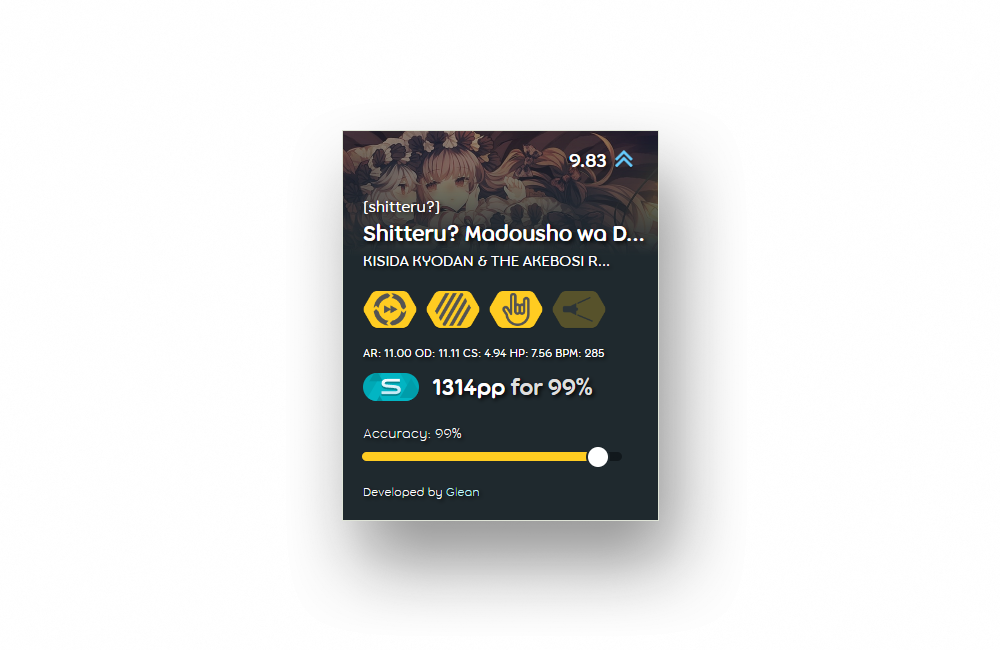 9.83
[shitteru?]
Shitteru? Madousho wa D...
KISIDA KYODAN & THE AKEBOSI R...
AR: 11.00 OD: 11.11 CS: 4.94 HP: 7.56 BPM: 285
S 1314pp for 99%
Accuracy: 99%
Developed by Glean